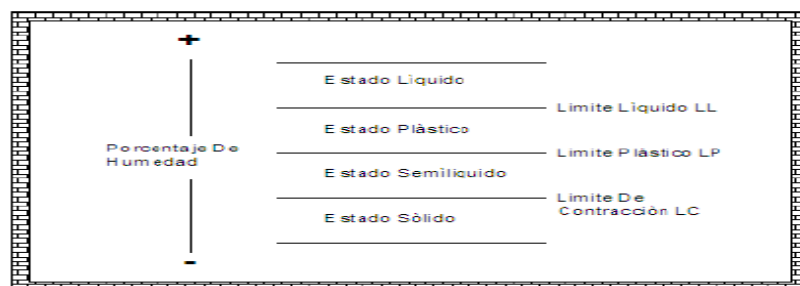 +
Estado Lìquido
Limite Lìquido LL
Estado Plàstico
Porcentaje De
Humedad
Limite Plàstico LP
Estado Semìliquido
Limite De
Contracciòn LC
Estado Sòlido
-